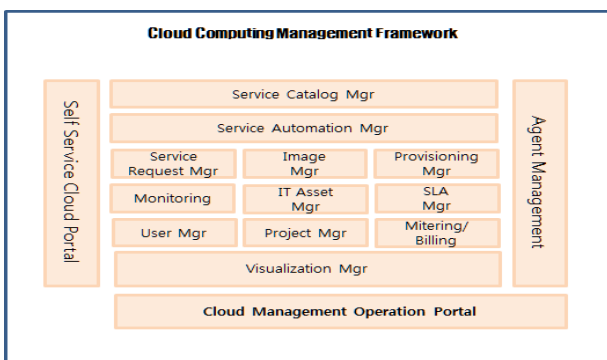 Cloud Computing Management Framework
Self Service Cloud Portal
Service Catalog Mgr
Service Automation Mgr
Service
Request Mgr
Image
Mgr
Provisioning
Mgr
Monitoring
IT Asset
Mgr
SLA
Mgr
User Mgr
Project Mgr
Mitering/
Billing
Visualization Mgr
Agent Management
Cloud Management Operation Portal